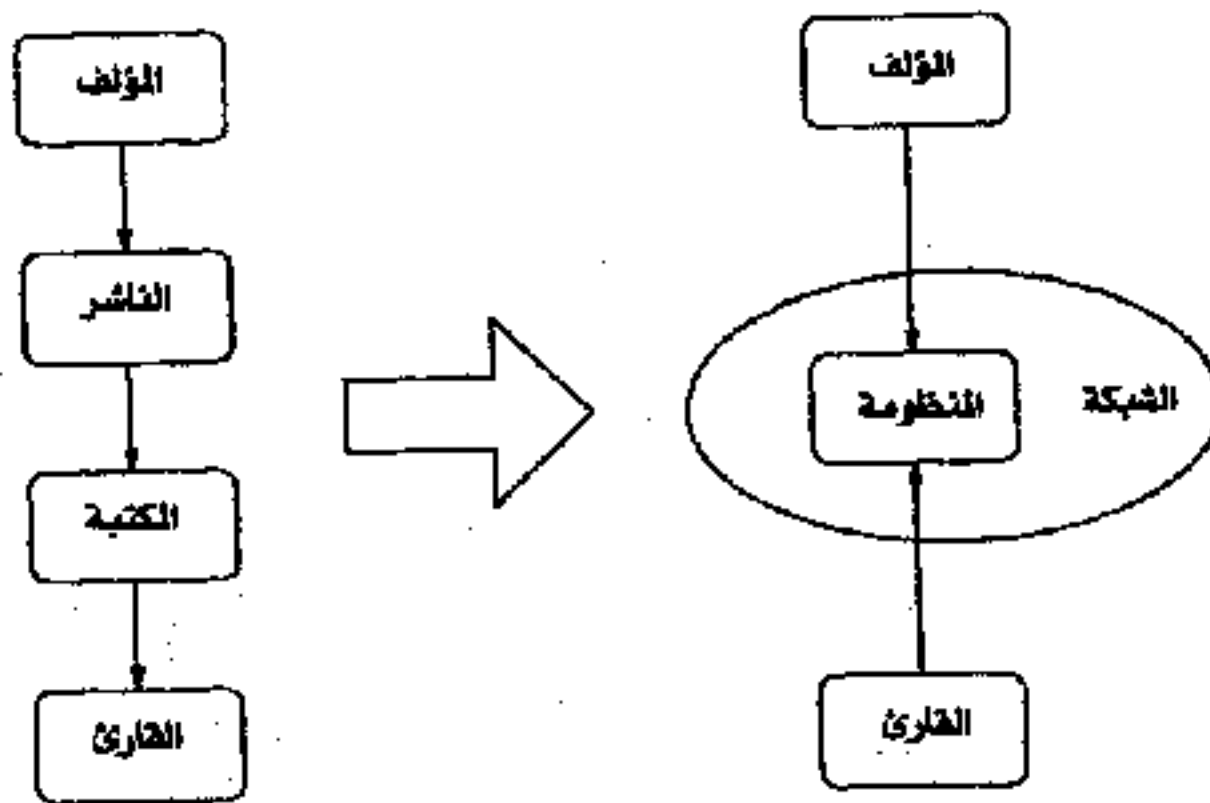 المؤلف
الناشر
المكتبة
القارئ
المؤلف
المنظومة
الشبكة
القارئ